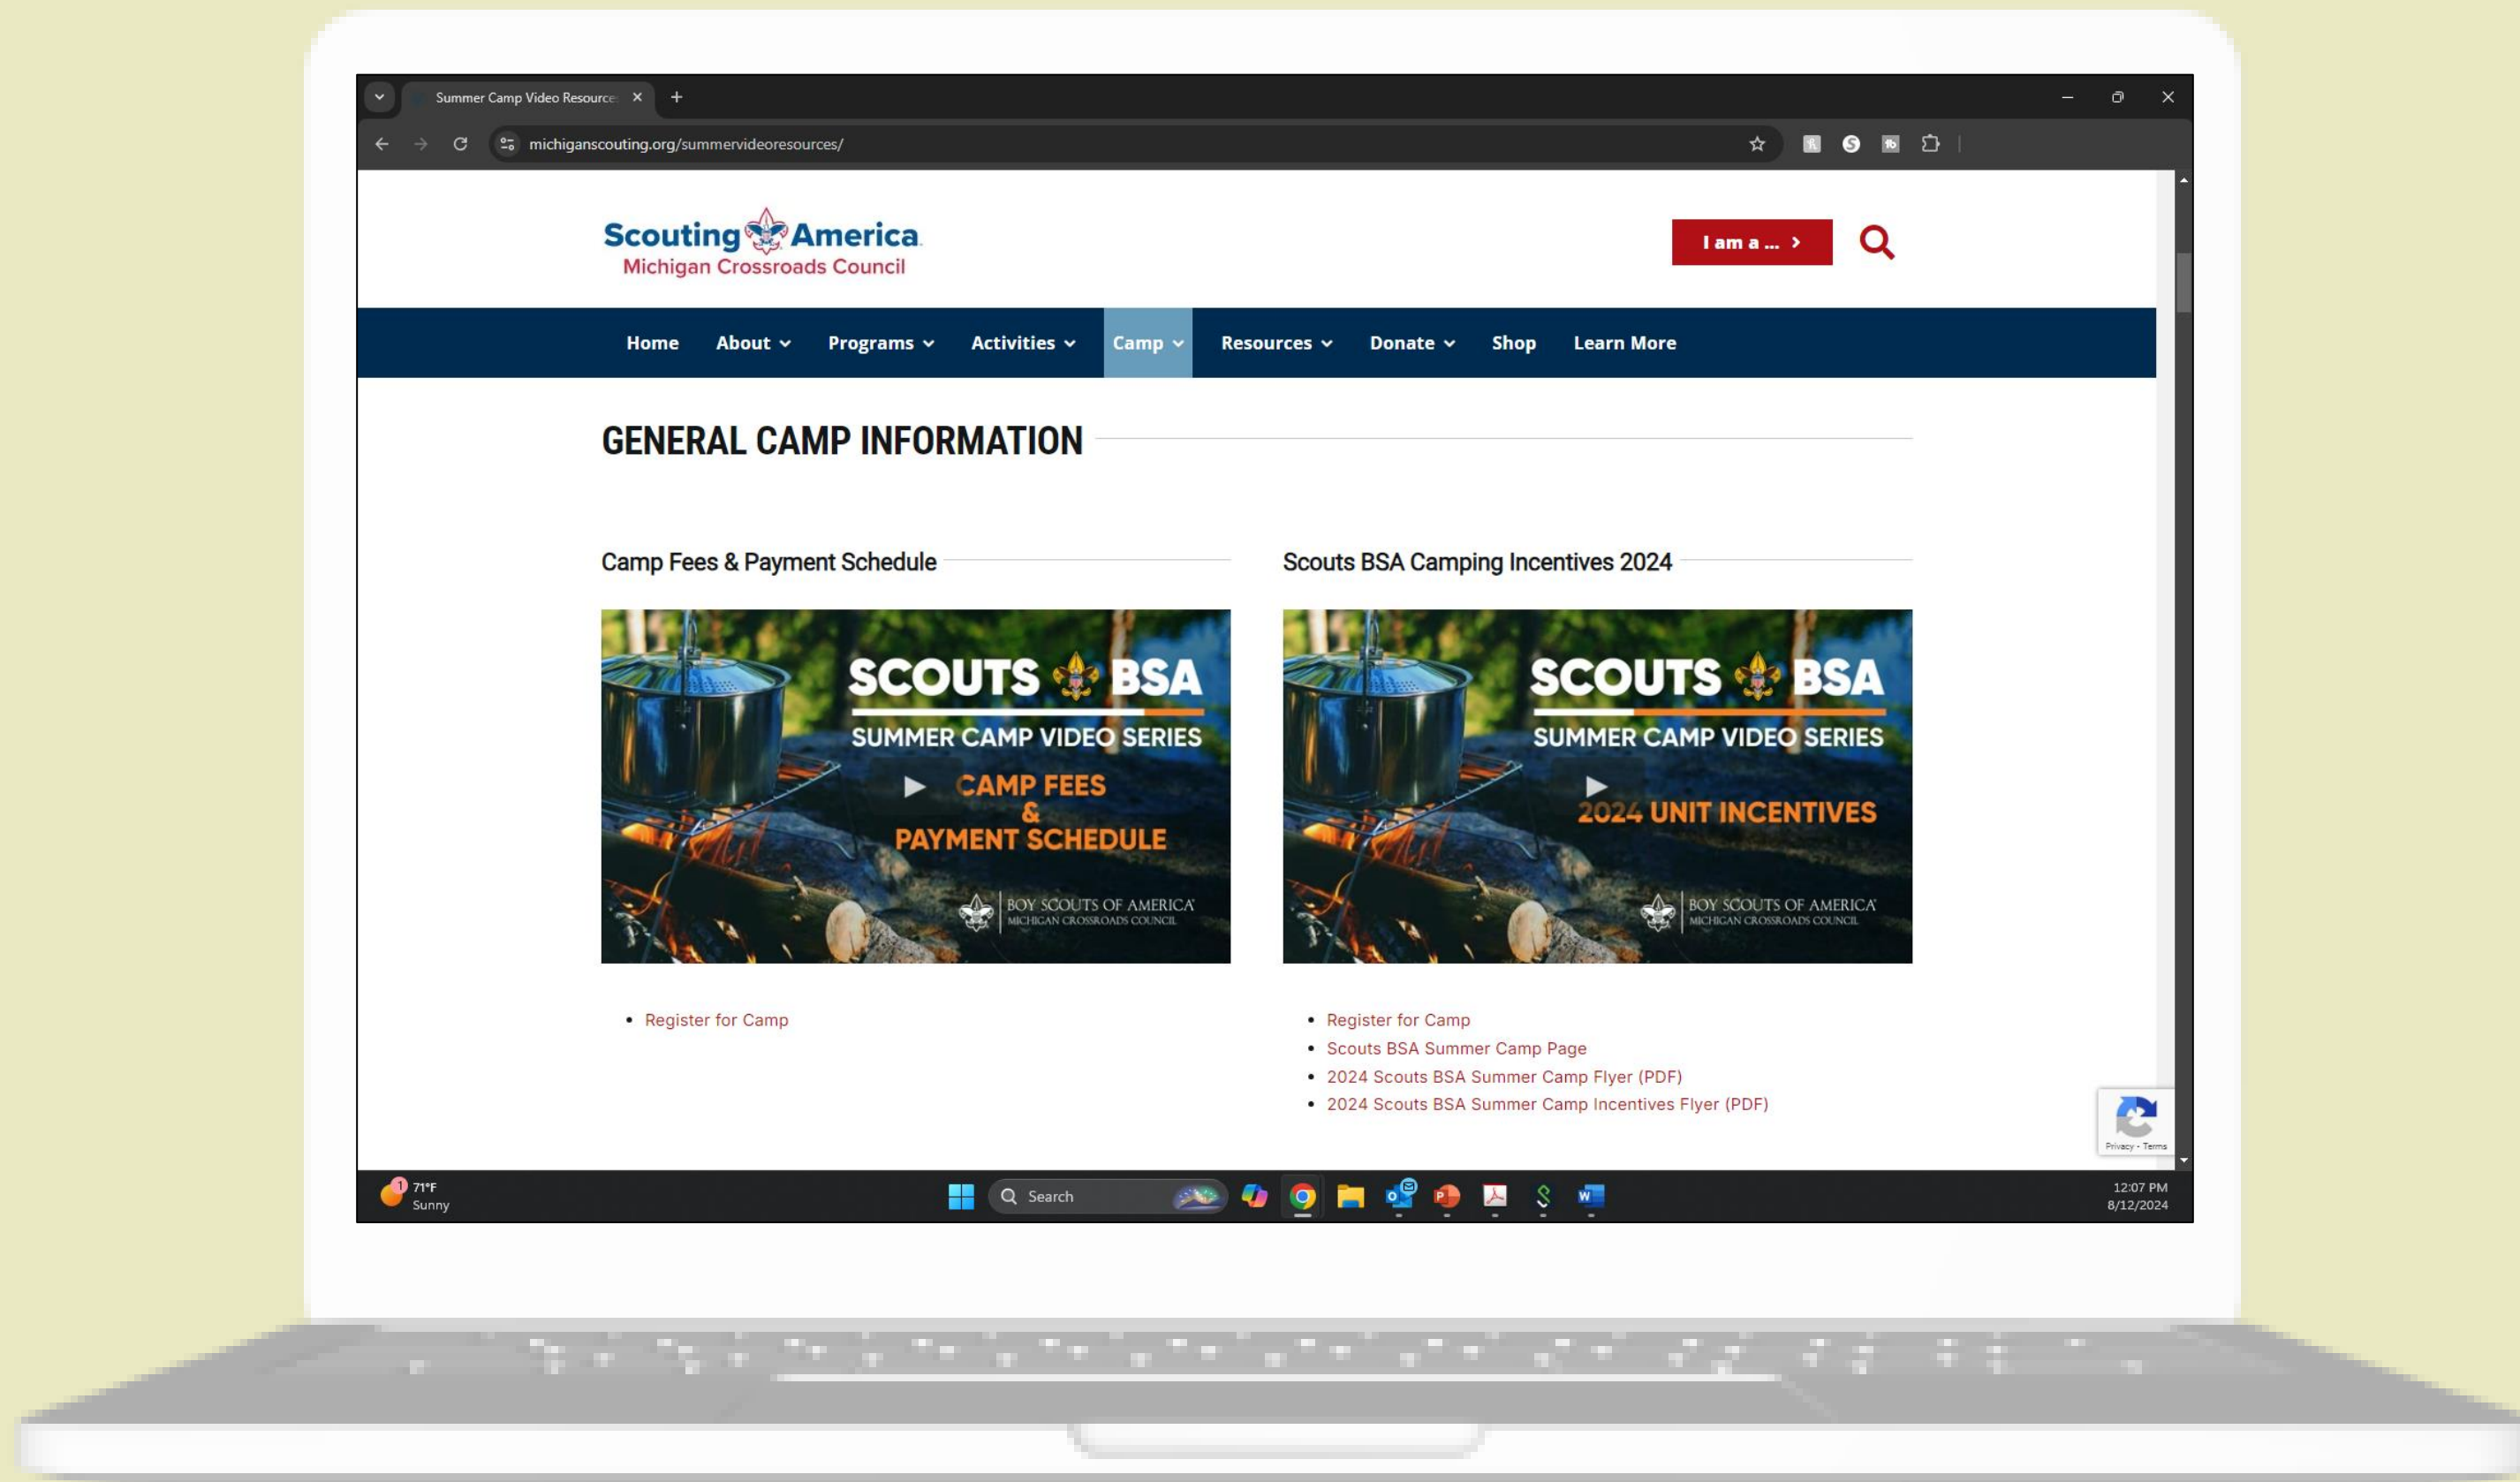 Summer Camp Video Resource
michiganscouting.org/summervideoresources/
Scouting America
Michigan Crossroads Council
I am a ... >
Home About Programs Activities Camp Resources Donate Shop Learn More
GENERAL CAMP INFORMATION
Camp Fees & Payment Schedule
SCOUTS BSA
SUMMER CAMP VIDEO SERIES
CAMP FEES
&
PAYMENT SCHEDULE
BOY SCOUTS OF AMERICA
MICHIGAN CROSSROADS COUNCIL
• Register for Camp
Scouts BSA Camping Incentives 2024
SCOUTS BSA
SUMMER CAMP VIDEO SERIES
2024 UNIT INCENTIVES
BOY SCOUTS OF AMERICA
MICHIGAN CROSSROADS COUNCIL
• Register for Camp
• Scouts BSA Summer Camp Page
• 2024 Scouts BSA Summer Camp Flyer (PDF)
• 2024 Scouts BSA Summer Camp Incentives Flyer (PDF)
Privacy - Terms
1
71°F
Sunny
Search
12:07 PM
8/12/2024